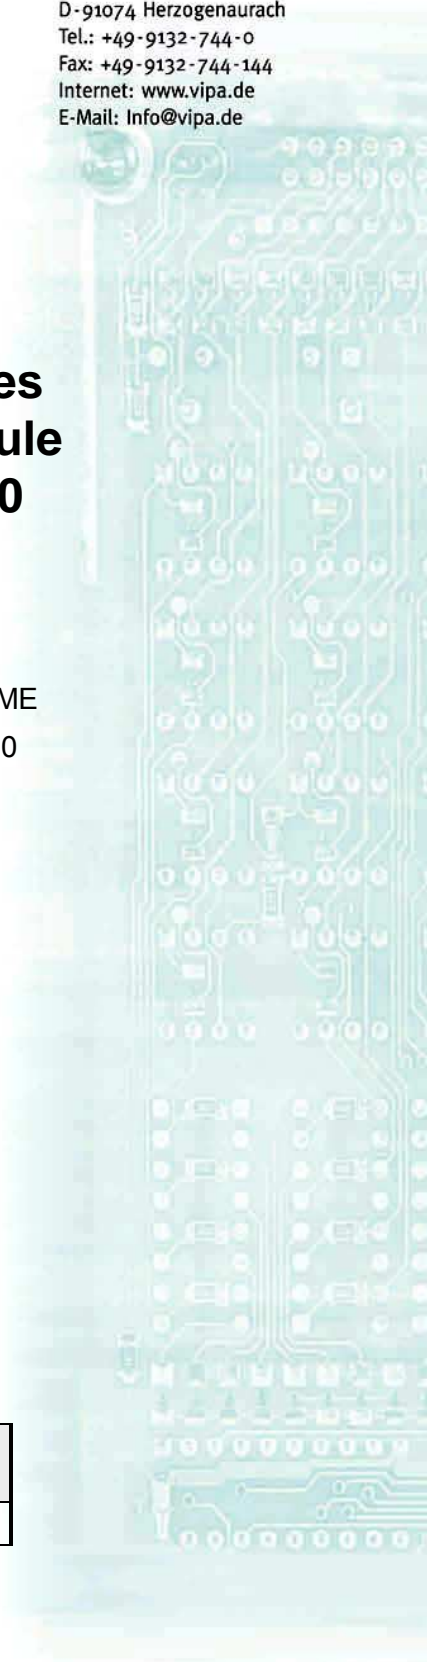 D-91074 Herzogenaurach
Tel.: +49-9132-744-0
Fax: +49-9132-744-144
Internet: www.vipa.de
E-Mail: Info@vipa.de
es
ule
0
ME
0